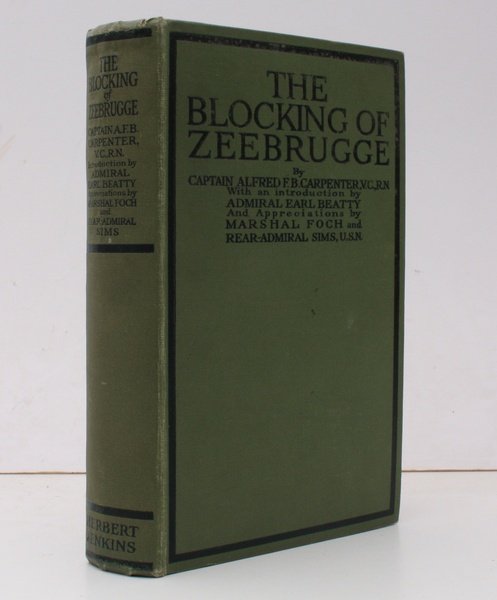 THE
BLOCKING
of
ZEEBRUGGE
CAPTAIN A.F.B.
CARPENTER,
V.C., R.N.
Introduction by
ADMIRAL
EARL BEATTY
Appreciations by
MARSHAL FOCH
and
REAR-ADMIRAL
SIMS
HERBERT
JENKINS
THE
BLOCKING OF
ZEEBRUGGE
By
CAPTAIN ALFRED F.B. CARPENTER, V.C., R.N.
With an introduction by
ADMIRAL EARL BEATTY
And Appreciations by
MARSHAL FOCH and
REAR-ADMIRAL SIMS, U.S.N.